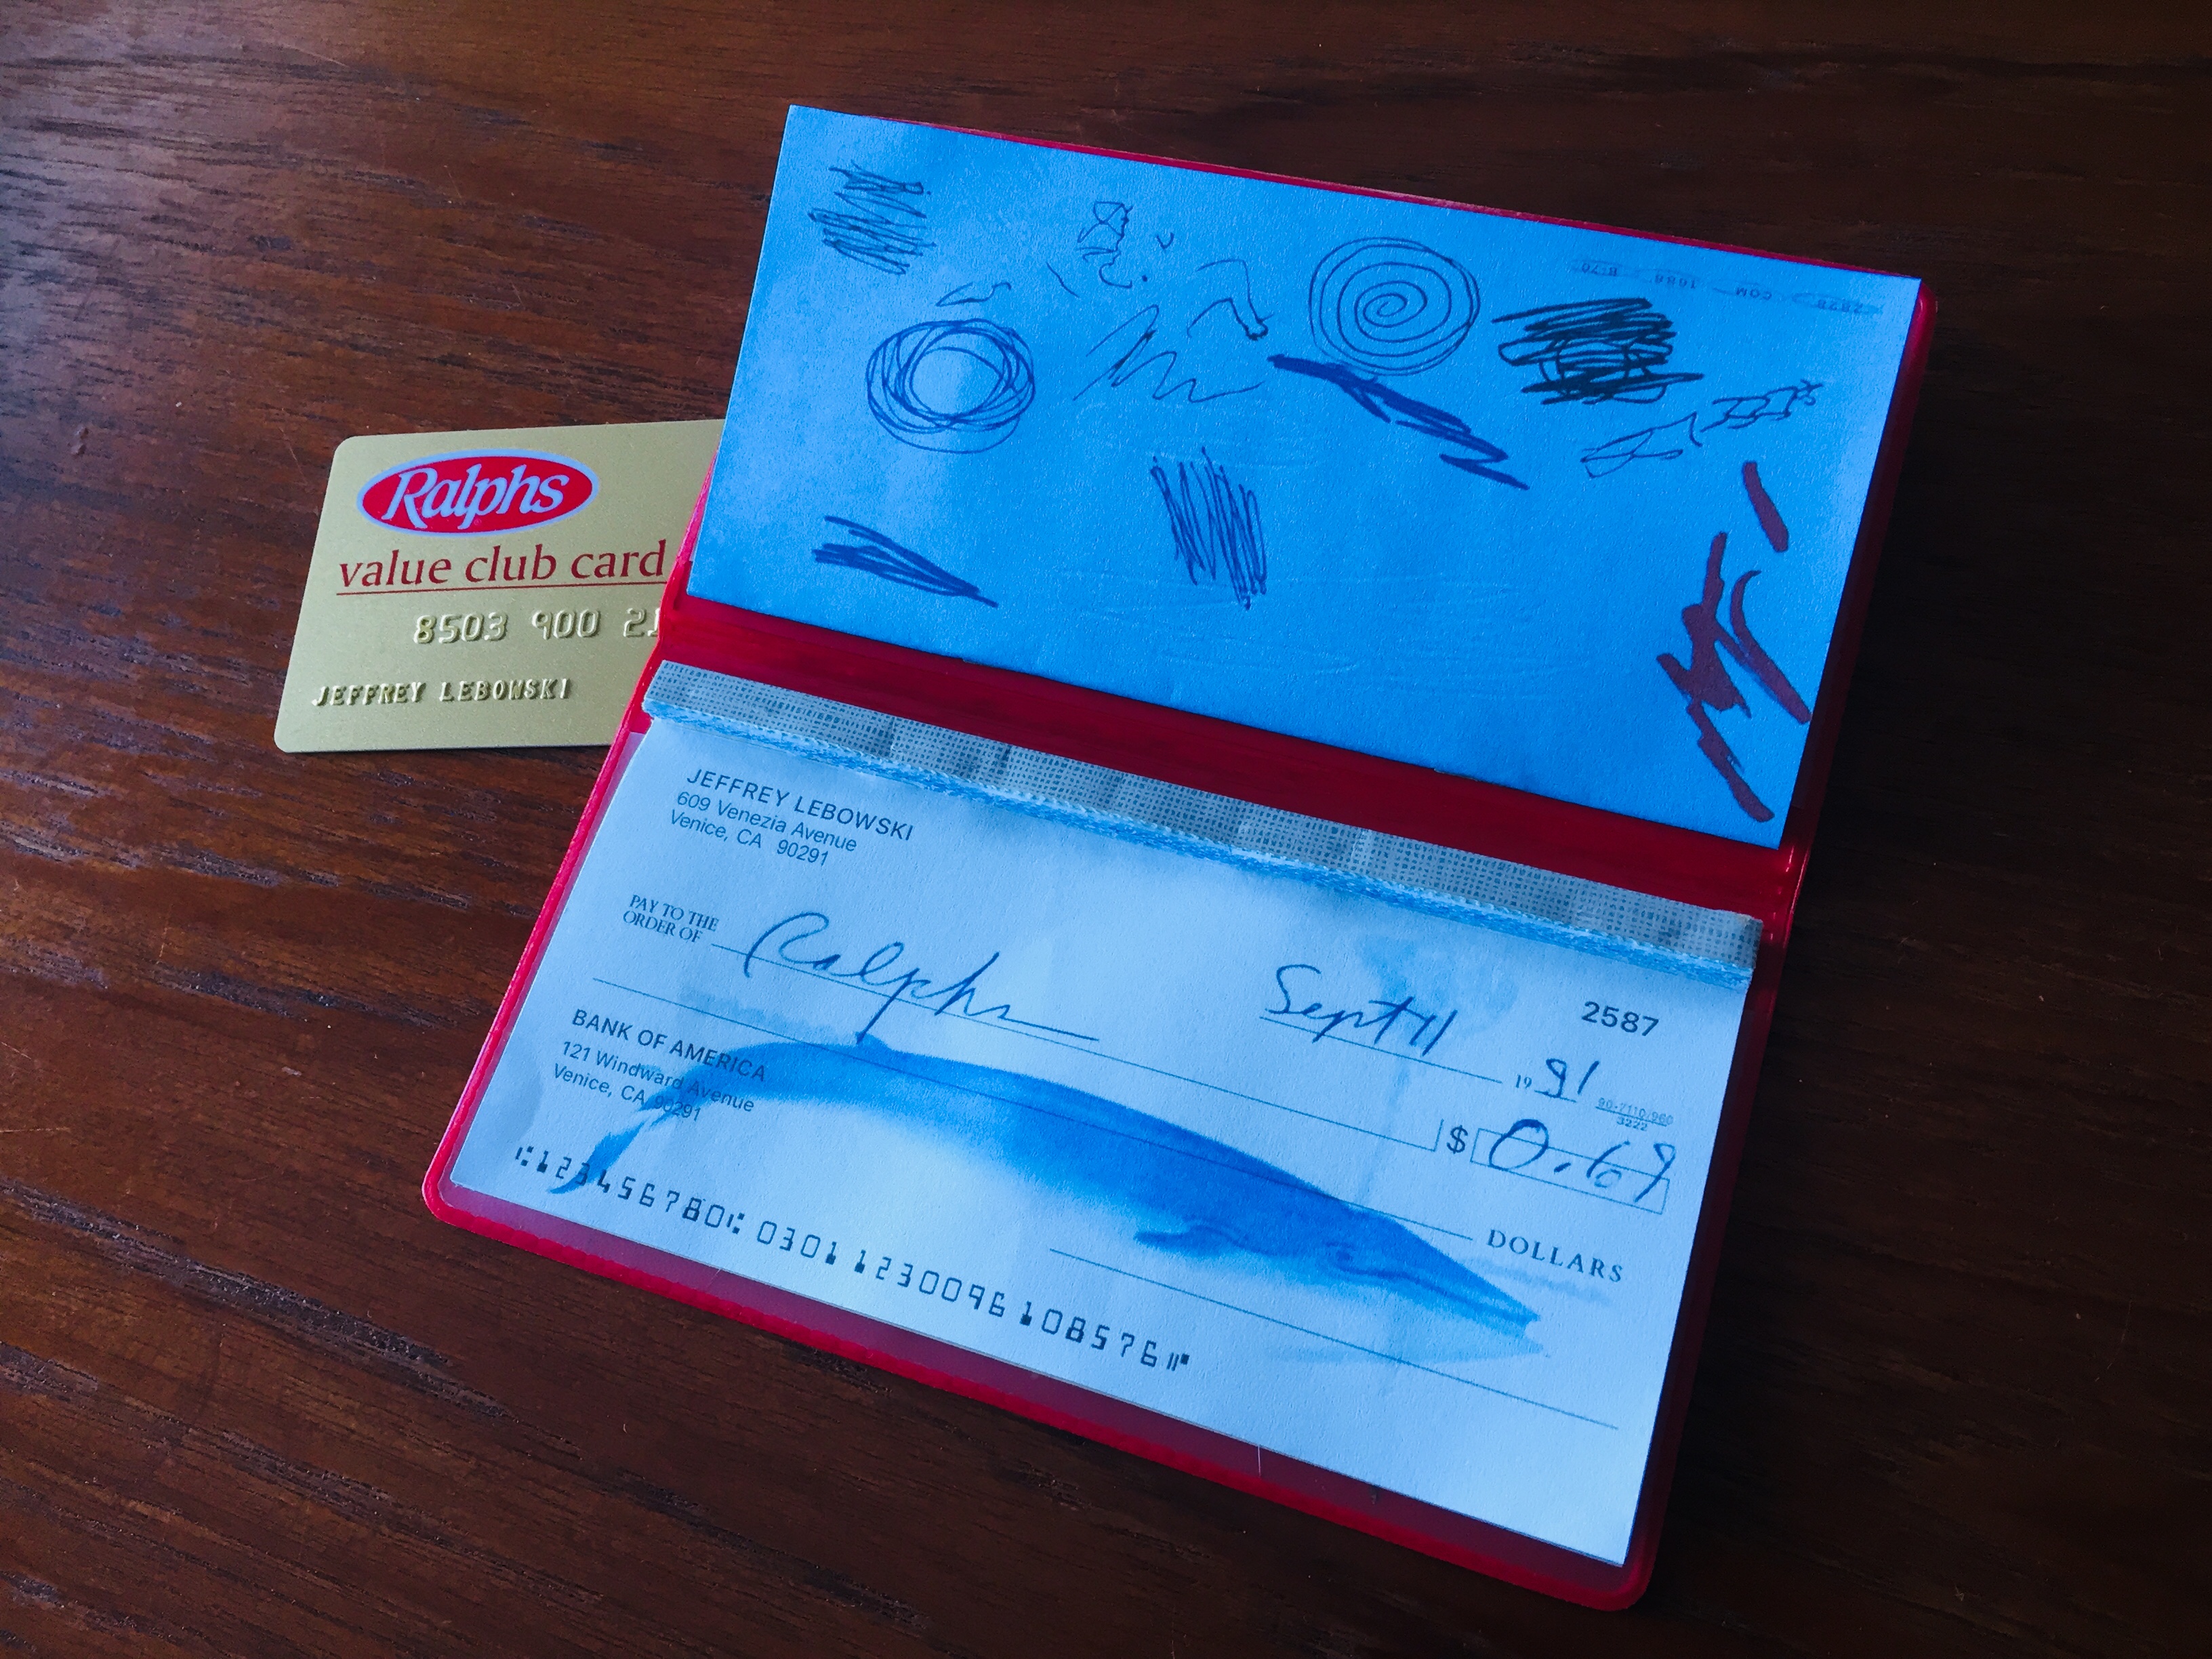 Ralphs
value club card
8503 900 21
JEFFREY LEBOWSKI
JEFFREY LEBOWSKI
609 Venezia Avenue
Venice, CA 90291
PAY TO THE
ORDER OF
Ralphs
Sept 11
2587
19 91
90-7110/960
3222
$ 0.69
BANK OF AMERICA
121 Windward Avenue
Venice, CA 90291
DOLLARS
⑆123456780⑆ 0301 1230096 108576⑈